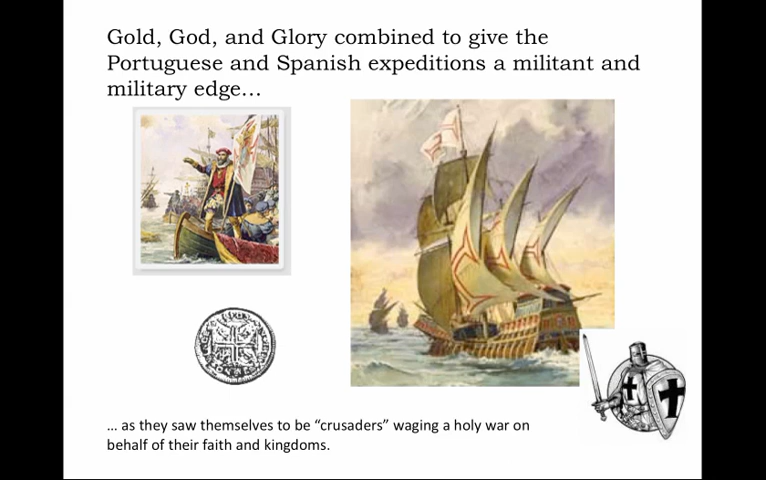 Gold, God, and Glory combined to give the
Portuguese and Spanish expeditions a militant and
military edge…
… as they saw themselves to be “crusaders” waging a holy war on
behalf of their faith and kingdoms.